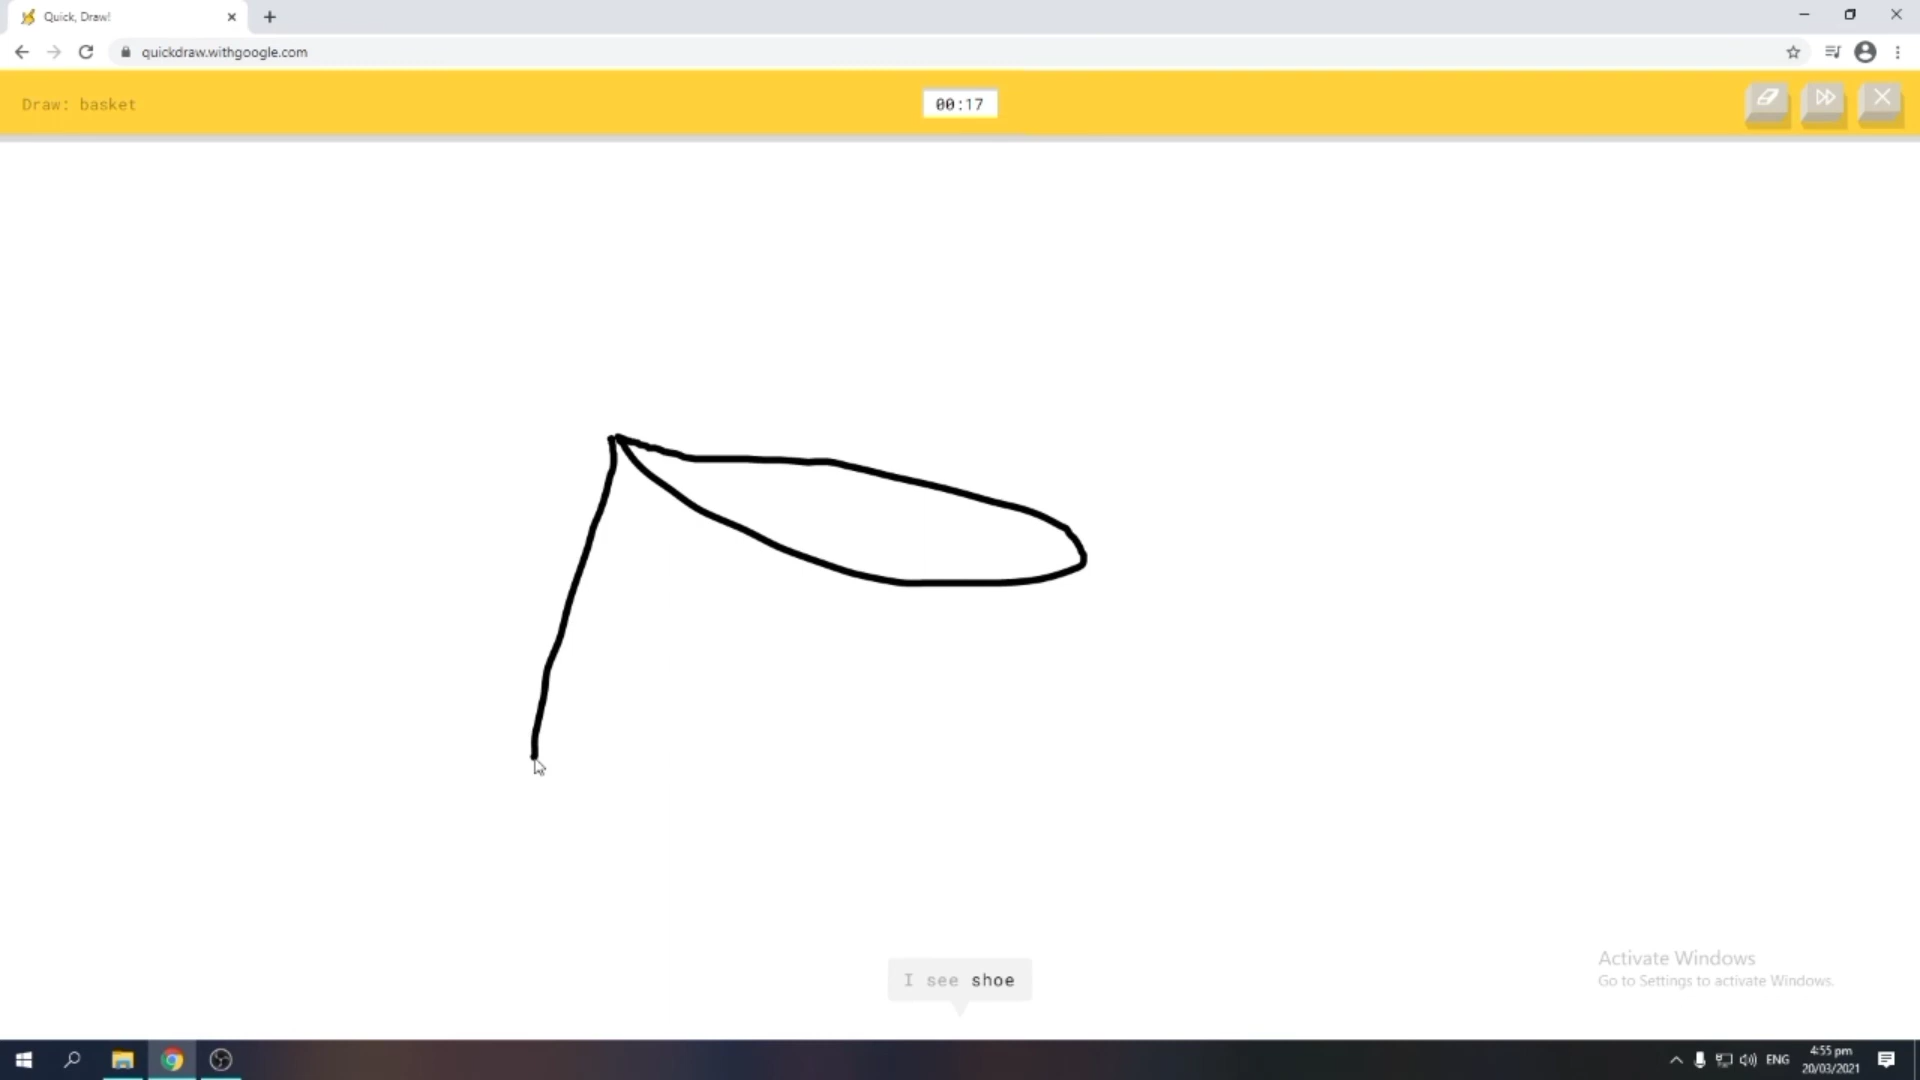 Quick, Draw!
quickdraw.withgoogle.com
Draw: basket
00:17
I see shoe
Activate Windows
Go to Settings to activate Windows.
ENG
4:55 pm
20/03/2021